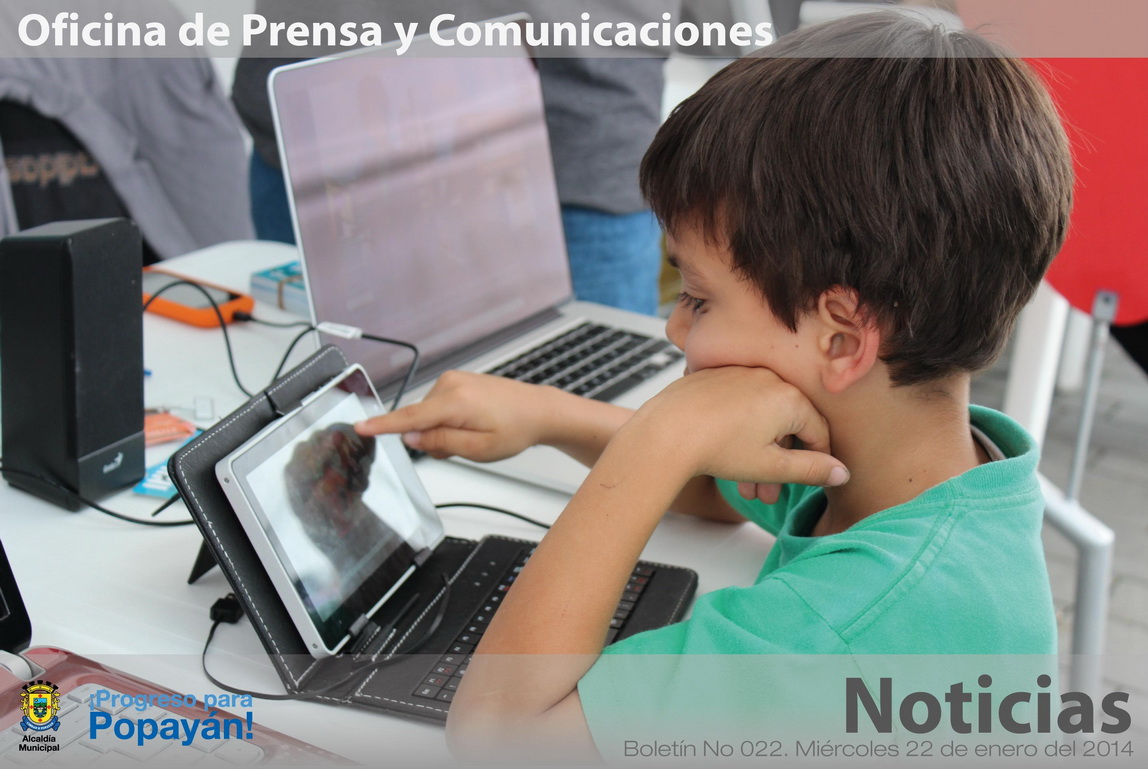 Oficina de Prensa y Comunicaciones
Alcaldía
Municipal
¡Progreso para
Popayán!
Noticias
Boletín No 022. Miércoles 22 de enero del 2014